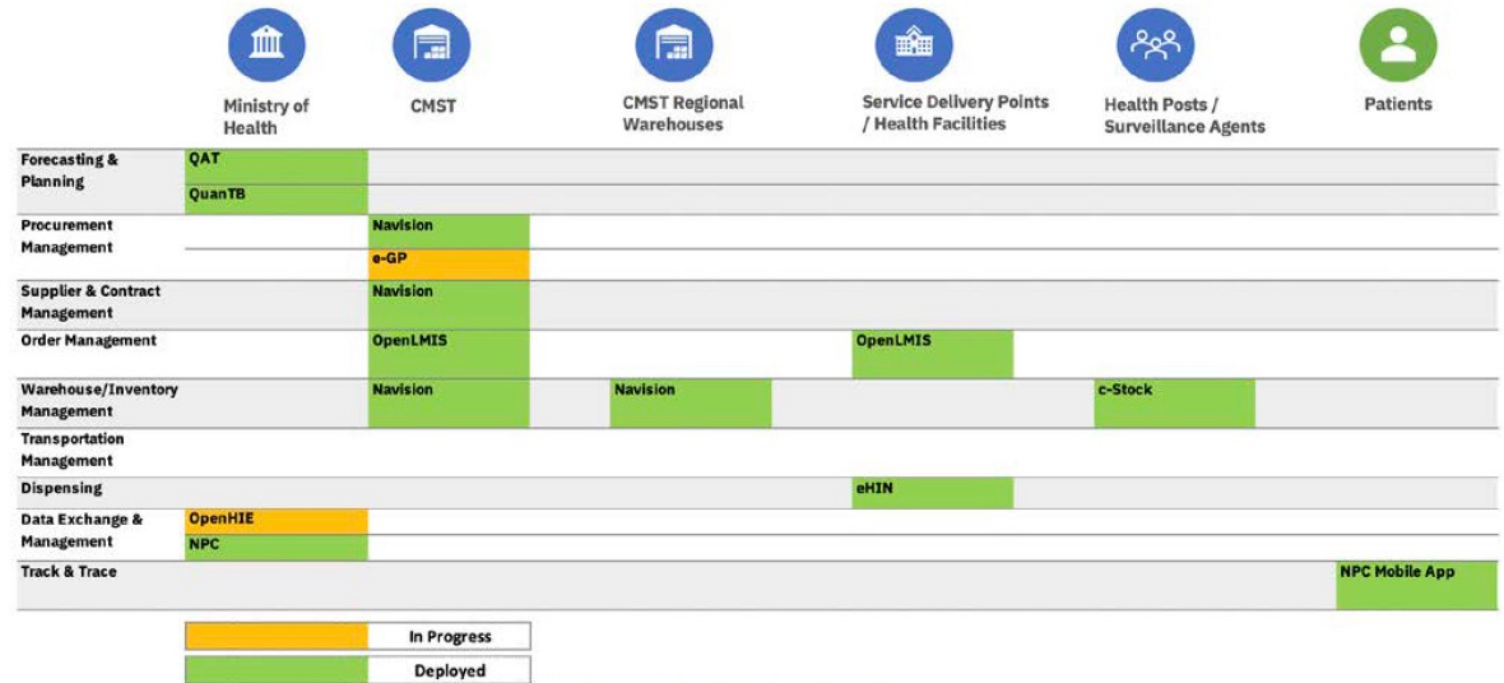 Ministry of
Health
CMST
CMST Regional
Warehouses
Service Delivery Points
/ Health Facilities
Health Posts /
Surveillance Agents
Patients
Forecasting &
Planning
QAT
QuanTB
Procurement
Management
Navision
e-GP
Supplier & Contract
Management
Navision
Order Management
OpenLMIS
OpenLMIS
Warehouse/Inventory
Management
Navision
Navision
c-Stock
Transportation
Management
Dispensing
eHIN
Data Exchange &
Management
OpenHIE
NPC
Track & Trace
NPC Mobile App
In Progress
Deployed